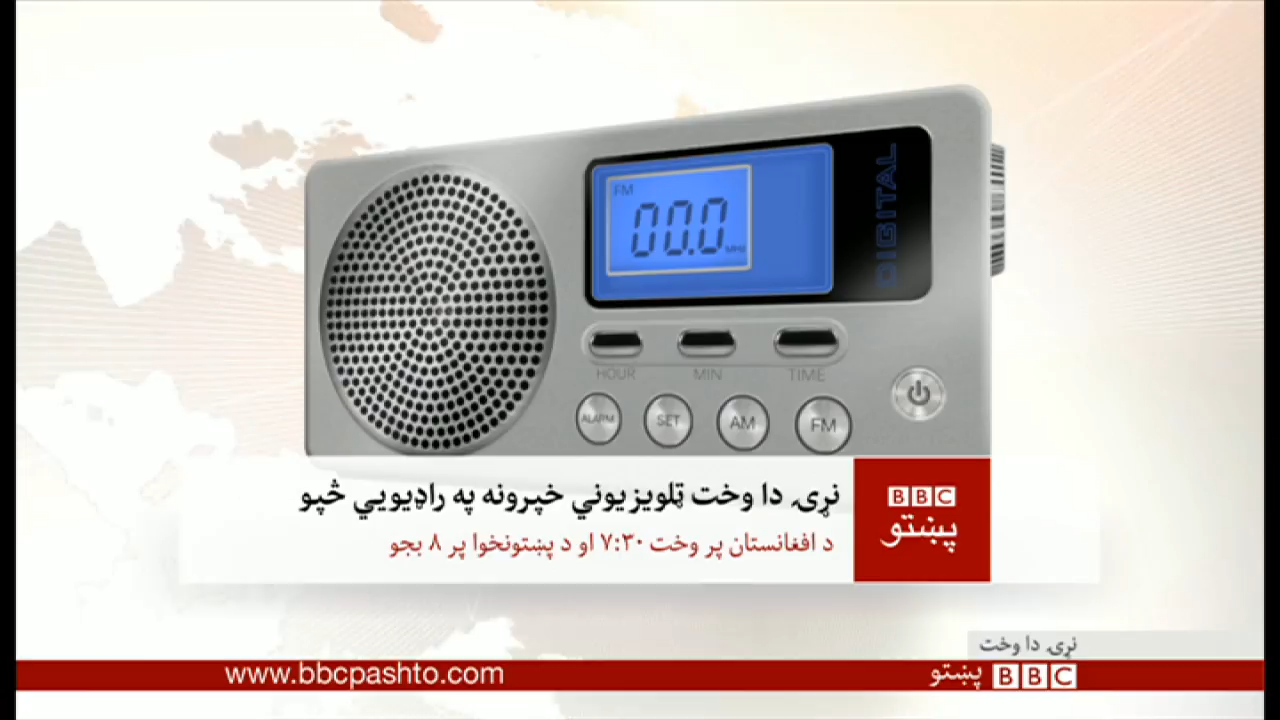 FM
00.0
MHz
DIGITAL
HOUR MIN TIME
ALARM SET AM FM
BBC
پښتو
نړۍ دا وخت ټلویزیوني خپرونه په راډیویي څپو
د افغانستان پر وخت ۷:۳۰ او د پښتونخوا پر ۸ بجو
نړۍ دا وخت
www.bbcpashto.com
BBC پښتو